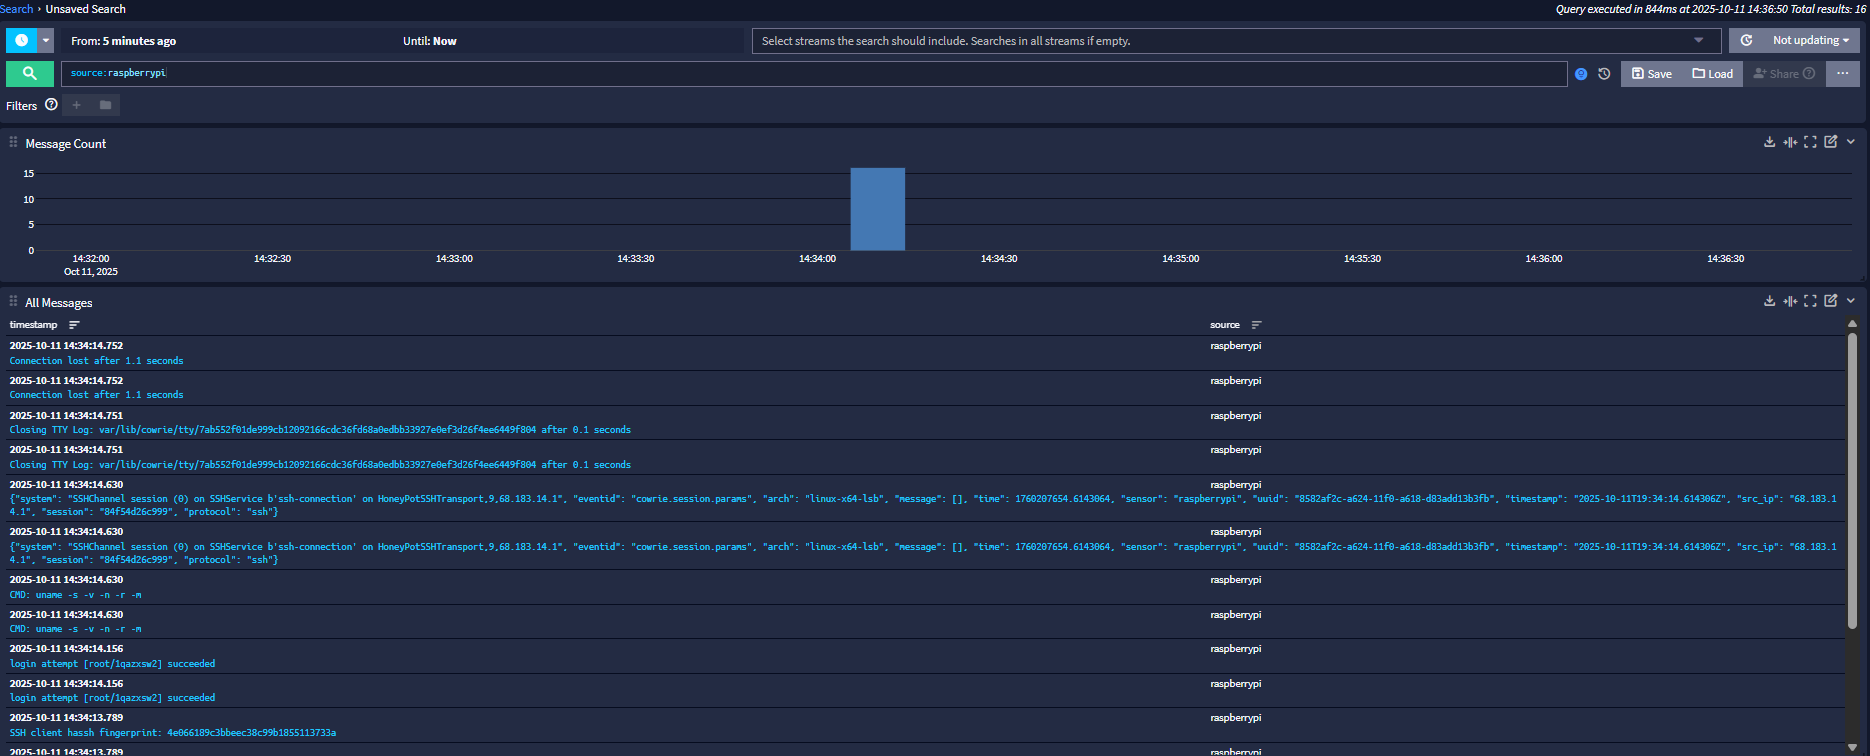 Search › Unsaved Search
Query executed in 844ms at 2025-10-11 14:36:50 Total results: 16
From: 5 minutes ago
Until: Now
Select streams the search should include. Searches in all streams if empty.
Not updating
source:raspberrypi
Save
Load
Share
Filters
Message Count
15
10
5
0
14:32:00
Oct 11, 2025
14:32:30
14:33:00
14:33:30
14:34:00
14:34:30
14:35:00
14:35:30
14:36:00
14:36:30
All Messages
timestamp
source
2025-10-11 14:34:14.752
raspberrypi
Connection lost after 1.1 seconds
2025-10-11 14:34:14.752
raspberrypi
Connection lost after 1.1 seconds
2025-10-11 14:34:14.751
raspberrypi
Closing TTY Log: var/lib/cowrie/tty/7ab552f01de999cb12092166cdc36fd68a0edbb33927e0ef3d26f4ee6449f804 after 0.1 seconds
2025-10-11 14:34:14.751
raspberrypi
Closing TTY Log: var/lib/cowrie/tty/7ab552f01de999cb12092166cdc36fd68a0edbb33927e0ef3d26f4ee6449f804 after 0.1 seconds
2025-10-11 14:34:14.630
raspberrypi
{"system": "SSHChannel session (0) on SSHService b'ssh-connection' on HoneyPotSSHTransport,9,68.183.14.1", "eventid": "cowrie.session.params", "arch": "linux-x64-lsb", "message": [], "time": 1760207654.6143064, "sensor": "raspberrypi", "uuid": "8582af2c-a624-11f0-a618-d83add13b3fb", "timestamp": "2025-10-11T19:34:14.614306Z", "src_ip": "68.183.1
4.1", "session": "84f54d26c999", "protocol": "ssh"}
2025-10-11 14:34:14.630
raspberrypi
{"system": "SSHChannel session (0) on SSHService b'ssh-connection' on HoneyPotSSHTransport,9,68.183.14.1", "eventid": "cowrie.session.params", "arch": "linux-x64-lsb", "message": [], "time": 1760207654.6143064, "sensor": "raspberrypi", "uuid": "8582af2c-a624-11f0-a618-d83add13b3fb", "timestamp": "2025-10-11T19:34:14.614306Z", "src_ip": "68.183.1
4.1", "session": "84f54d26c999", "protocol": "ssh"}
2025-10-11 14:34:14.630
raspberrypi
CMD: uname -s -v -n -r -m
2025-10-11 14:34:14.630
raspberrypi
CMD: uname -s -v -n -r -m
2025-10-11 14:34:14.156
raspberrypi
login attempt [root/1qazxsw2] succeeded
2025-10-11 14:34:14.156
raspberrypi
login attempt [root/1qazxsw2] succeeded
2025-10-11 14:34:13.789
raspberrypi
SSH client hassh fingerprint: 4e066189c3bbeec38c99b1855113733a
2025-10-11 14:34:13.789
raspberrypi